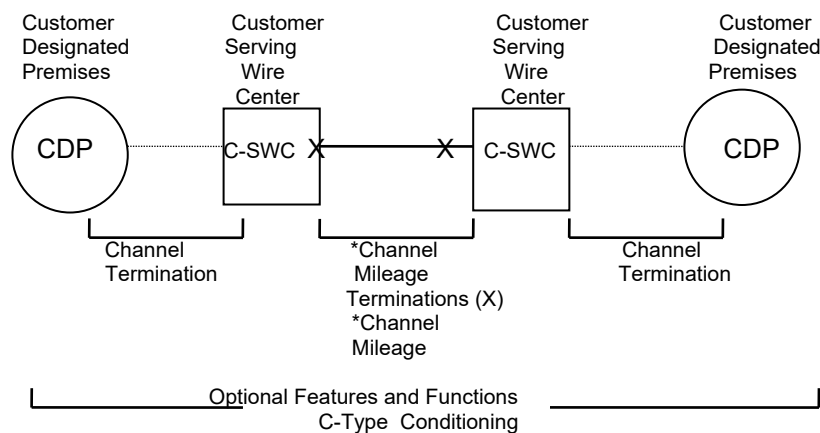 Customer
Designated
Premises
Customer
Serving
Wire
Center
Customer
Serving
Wire
Center
Customer
Designated
Premises
CDP
C-SWC
X
X
C-SWC
CDP
Channel
Termination
*Channel
Mileage
Terminations (X)
*Channel
Mileage
Channel
Termination
Optional Features and Functions
C-Type Conditioning